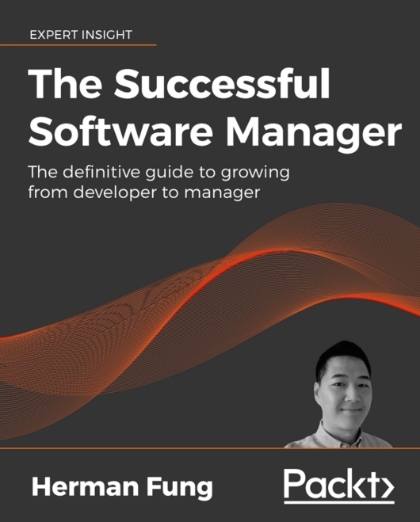 EXPERT INSIGHT
The Successful
Software Manager
The definitive guide to growing
from developer to manager
Herman Fung
Packt>